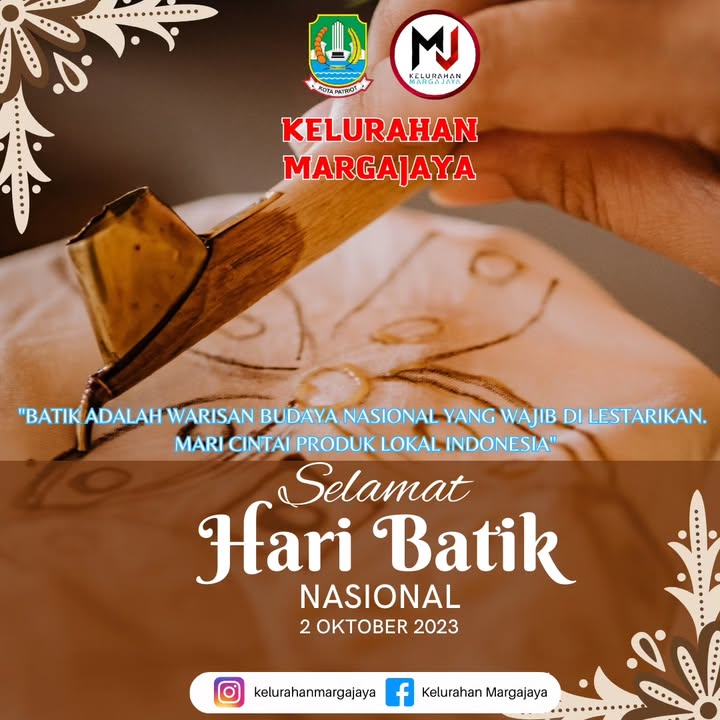 KOTA PATRIOT
MJ
KELURAHAN
MARGAJAYA
KELURAHAN
MARGAJAYA
"BATIK ADALAH WARISAN BUDAYA NASIONAL YANG WAJIB DI LESTARIKAN.
MARI CINTAI PRODUK LOKAL INDONESIA"
Selamat
Hari Batik
NASIONAL
2 OKTOBER 2023
kelurahanmargajaya Kelurahan Margajaya